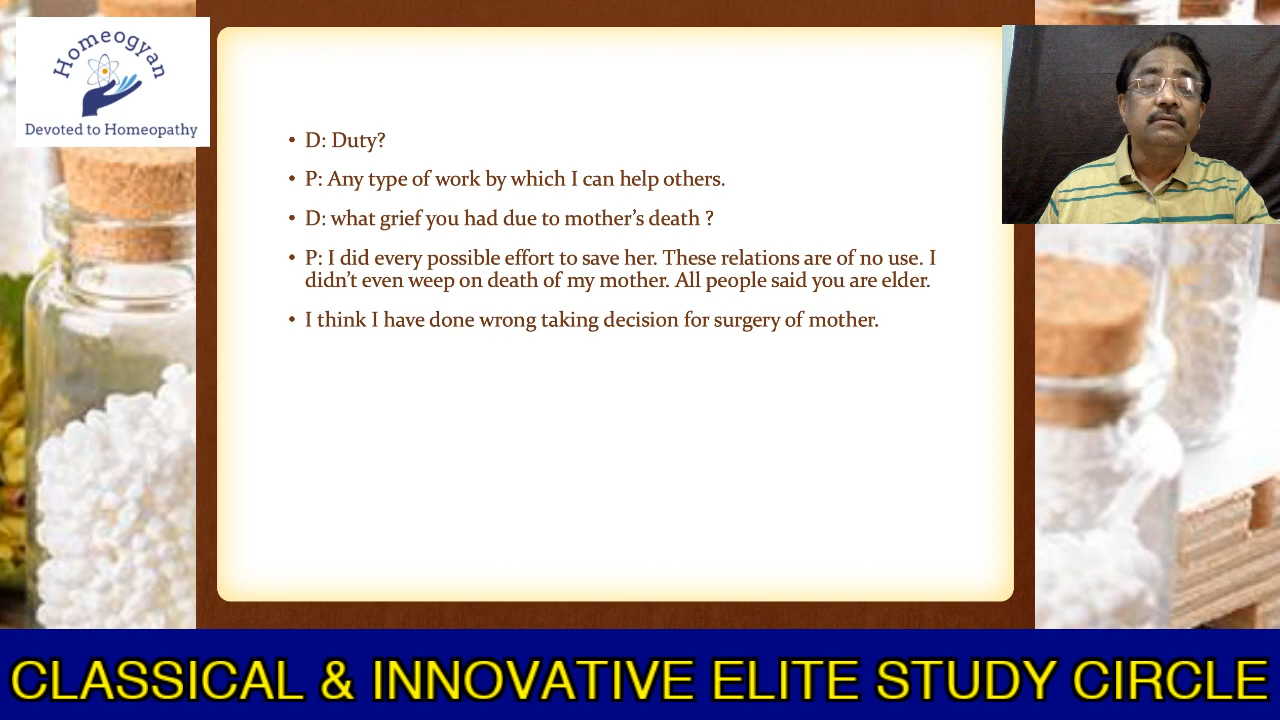 Homeogyan
Devoted to Homeopathy
• D: Duty?
• P: Any type of work by which I can help others.
• D: what grief you had due to mother's death ?
• P: I did every possible effort to save her. These relations are of no use. I
didn't even weep on death of my mother. All people said you are elder.
• I think I have done wrong taking decision for surgery of mother.
CLASSICAL & INNOVATIVE ELITE STUDY CIRCLE